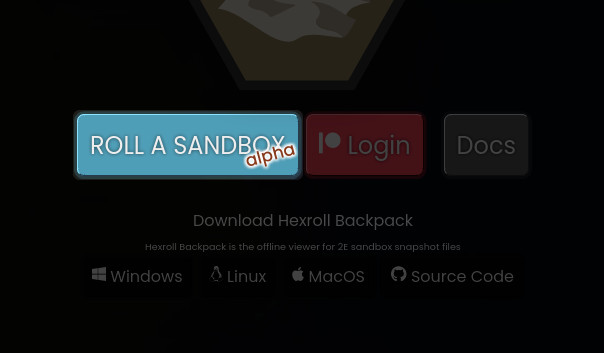 ROLL A SANDBOX
alpha
Login
Docs
Download Hexroll Backpack
Hexroll Backpack is the offline viewer for 2E sandbox snapshot files
Windows Linux MacOS Source Code